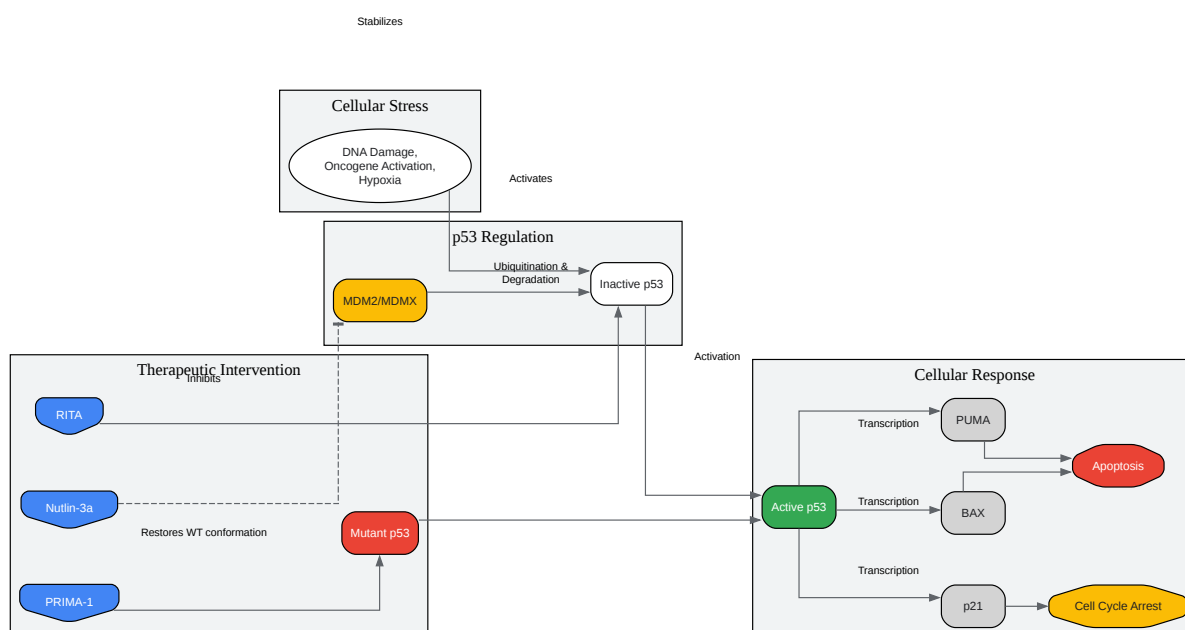 Stabilizes
Cellular Stress
DNA Damage,
Oncogene Activation,
Hypoxia
Activates
p53 Regulation
Ubiquitination &
Degradation
Inactive p53
MDM2/MDMX
Activation
Therapeutic Intervention
Inhibits
RITA
Nutlin-3a
Restores WT conformation
Mutant p53
PRIMA-1
Cellular Response
PUMA
Transcription
Apoptosis
Active p53
Transcription
BAX
Transcription
p21
Cell Cycle Arrest